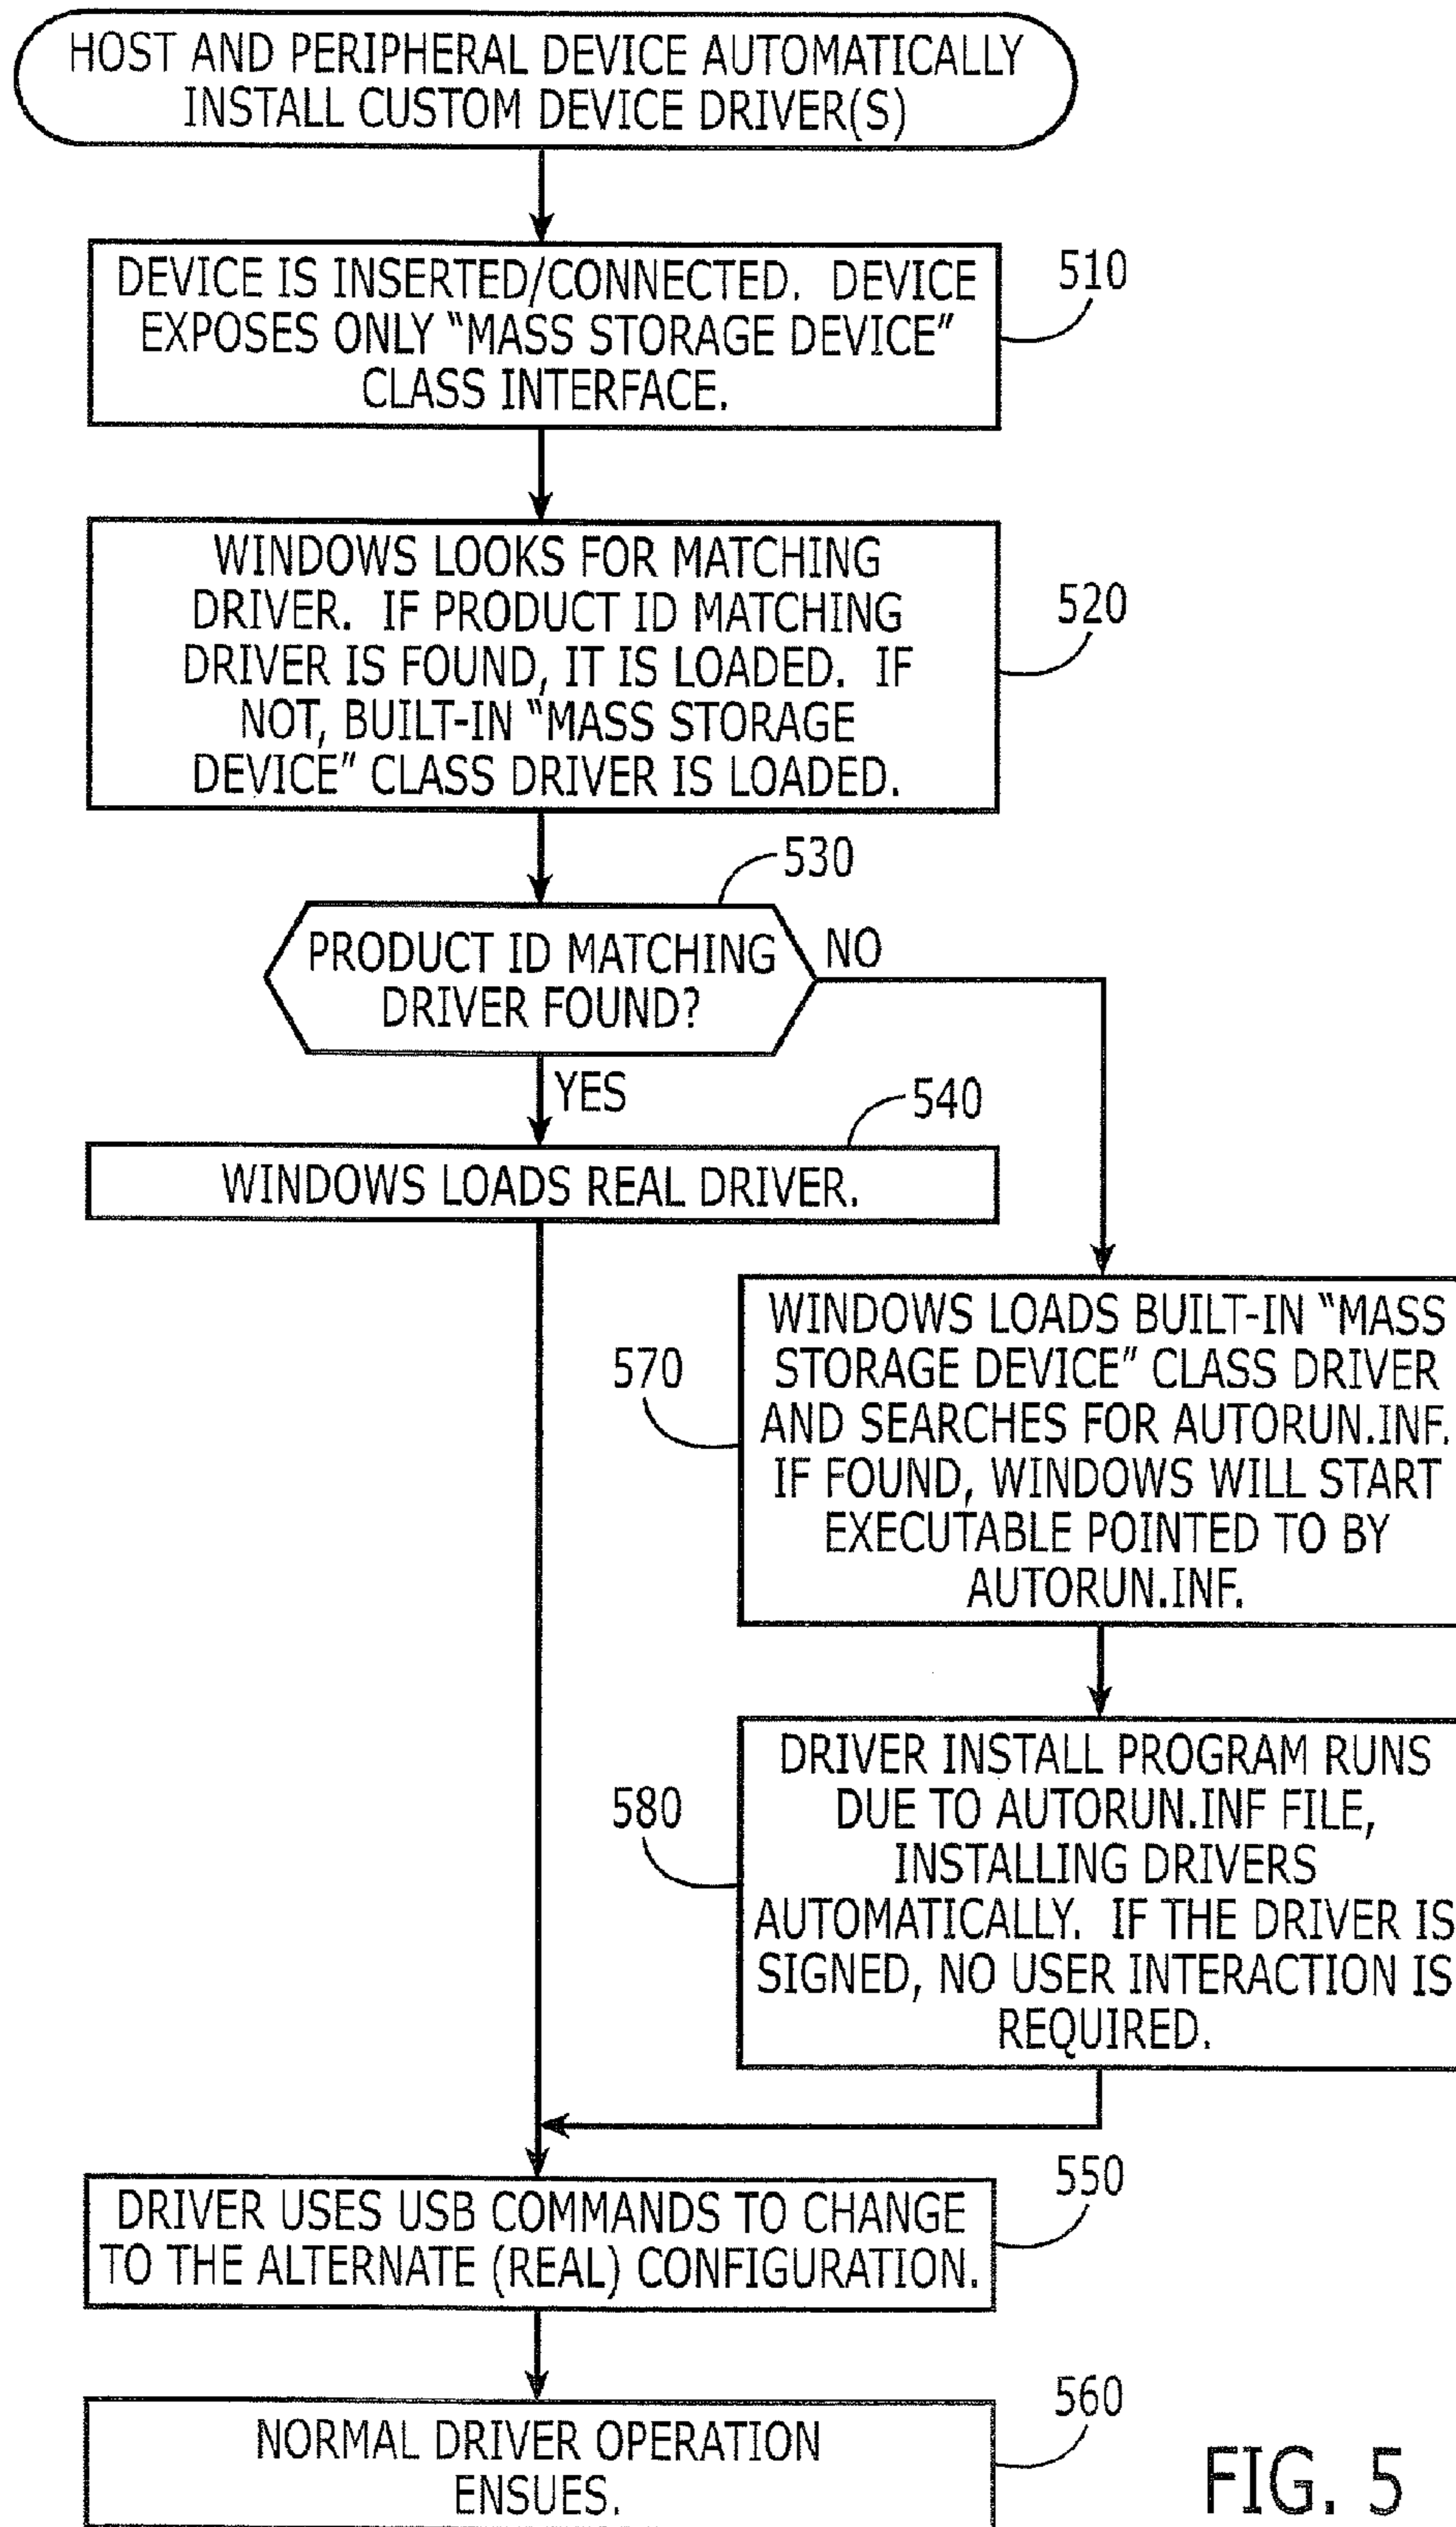 HOST AND PERIPHERAL DEVICE AUTOMATICALLY
INSTALL CUSTOM DEVICE DRIVER(S)
DEVICE IS INSERTED/CONNECTED. DEVICE
EXPOSES ONLY “MASS STORAGE DEVICE”
CLASS INTERFACE.
510
WINDOWS LOOKS FOR MATCHING
DRIVER. IF PRODUCT ID MATCHING
DRIVER IS FOUND, IT IS LOADED. IF
NOT, BUILT-IN “MASS STORAGE
DEVICE” CLASS DRIVER IS LOADED.
520
530
PRODUCT ID MATCHING
DRIVER FOUND?
NO
YES
540
WINDOWS LOADS REAL DRIVER.
WINDOWS LOADS BUILT-IN “MASS
STORAGE DEVICE” CLASS DRIVER
AND SEARCHES FOR AUTORUN.INF.
IF FOUND, WINDOWS WILL START
EXECUTABLE POINTED TO BY
AUTORUN.INF.
570
DRIVER INSTALL PROGRAM RUNS
DUE TO AUTORUN.INF FILE,
INSTALLING DRIVERS
AUTOMATICALLY. IF THE DRIVER IS
SIGNED, NO USER INTERACTION IS
REQUIRED.
580
DRIVER USES USB COMMANDS TO CHANGE
TO THE ALTERNATE (REAL) CONFIGURATION.
550
NORMAL DRIVER OPERATION
ENSUES.
560
FIG. 5